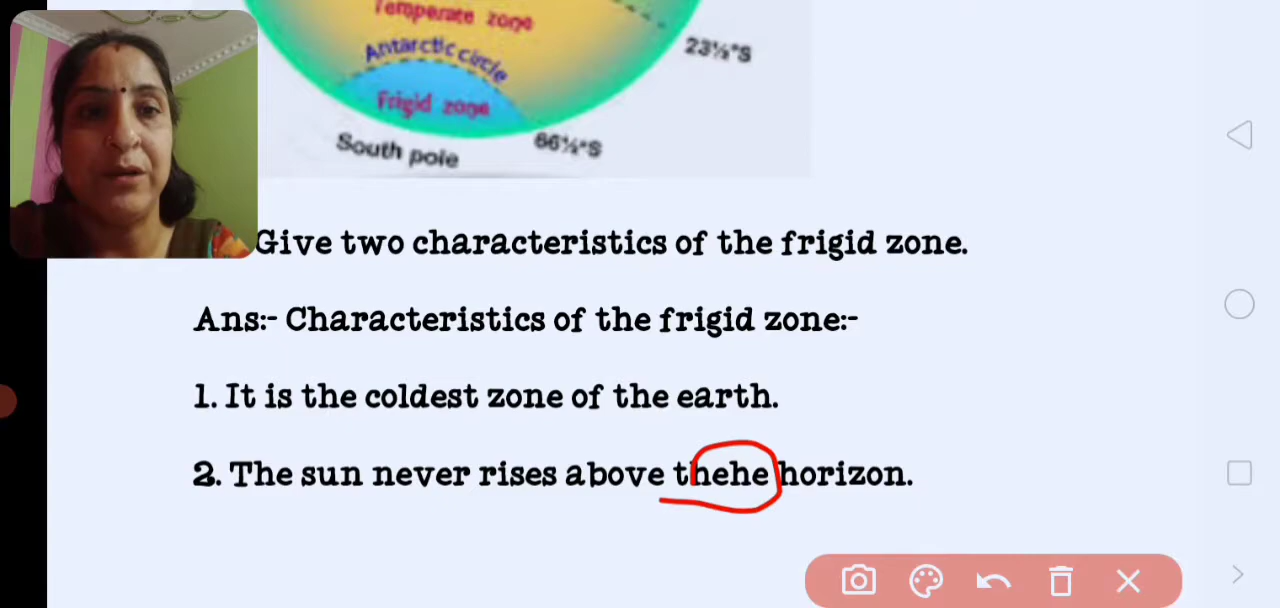 Temperate zone
23½°S
Antarctic circle
Frigid zone
66½°S
South pole
Give two characteristics of the frigid zone.
Ans:- Characteristics of the frigid zone:-
1. It is the coldest zone of the earth.
2. The sun never rises above thehe horizon.